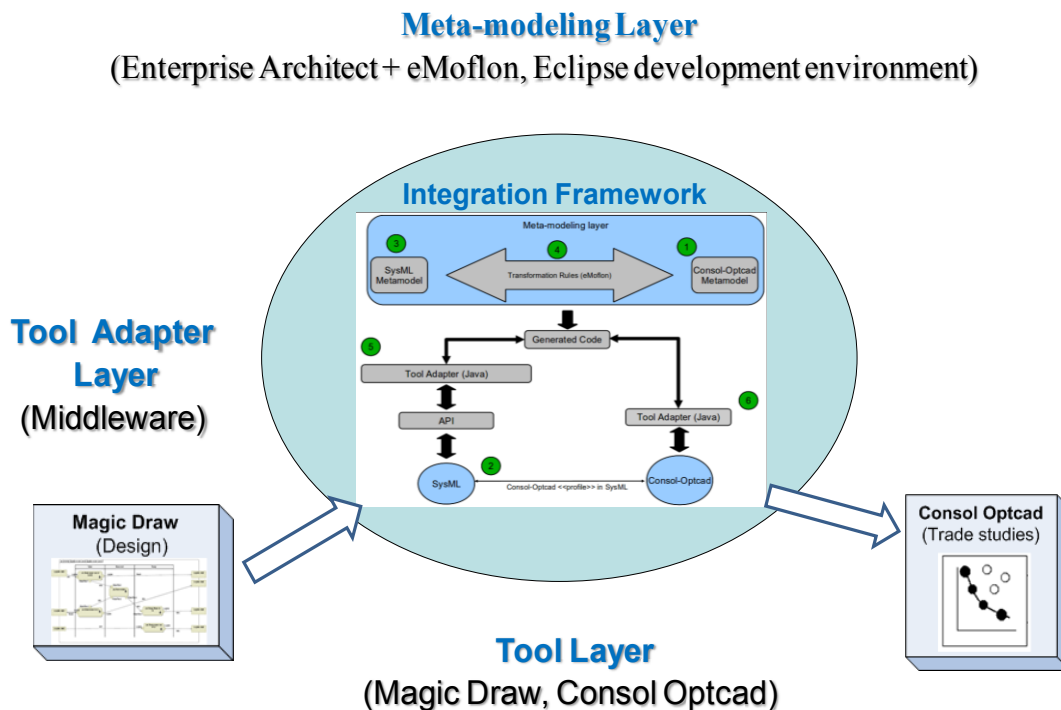 Meta-modeling Layer
(Enterprise Architect + eMoflon, Eclipse development environment)
Integration Framework
Meta-modeling layer
3
4
1
SysML
Metamodel
Transformation Rules (eMoflon)
Consol-Optcad
Metamodel
Generated Code
5
Tool Adapter (Java)
API
6
Tool Adapter (Java)
2
SysML
Consol-Optcad <<profile>> in SysML
Consol-Optcad
Tool Adapter
Layer
(Middleware)
Magic Draw
(Design)
Consol Optcad
(Trade studies)
Tool Layer
(Magic Draw, Consol Optcad)